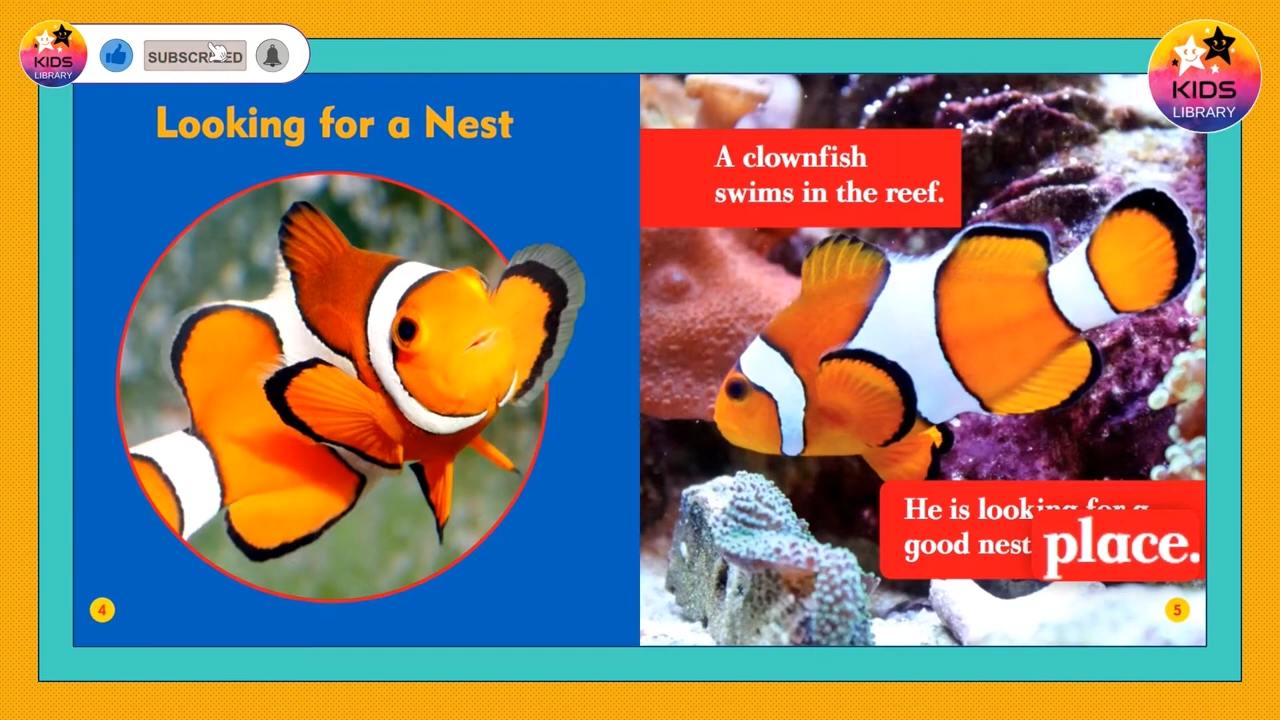 KIDS
LIBRARY
SUBSCRIBED
KIDS
LIBRARY
Looking for a Nest
A clownfish
swims in the reef.
He is looking for a
good nest place.
4
5